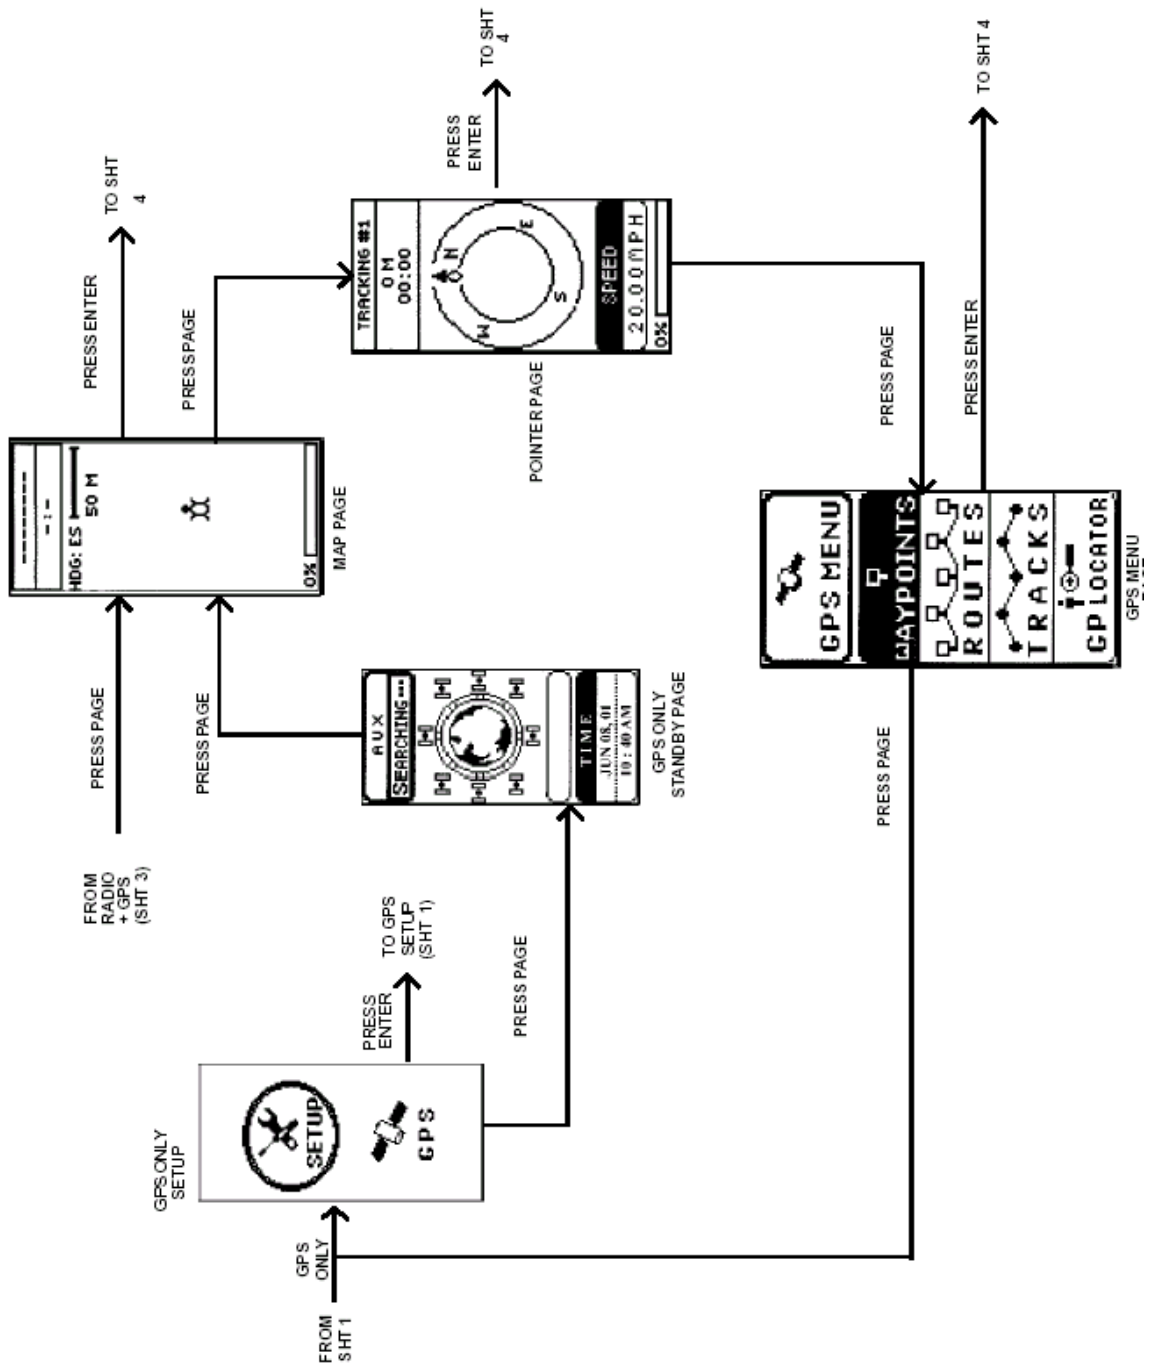 FROM
SHT 1
GPS
ONLY
GPS ONLY
SETUP
SETUP
GPS
PRESS
ENTER
TO GPS
SETUP
(SHT 1)
PRESS PAGE
FROM
RADIO
+ GPS
(SHT 3)
PRESS PAGE
PRESS PAGE
AUX
SEARCHING---
TIME
JUN 08, 01
10 : 40 AM
GPS ONLY
STANDBY PAGE
- : -
HDG: ES
50 M
0%
MAP PAGE
PRESS ENTER
TO SHT
4
PRESS PAGE
TRACKING #1
0 M
00:00
N
E
S
W
SPEED
20.00MPH
0%
POINTER PAGE
PRESS
ENTER
TO SHT
4
PRESS PAGE
GPS MENU
WAYPOINTS
ROUTES
TRACKS
GP LOCATOR
GPS MENU
PRESS ENTER
TO SHT 4
PRESS PAGE